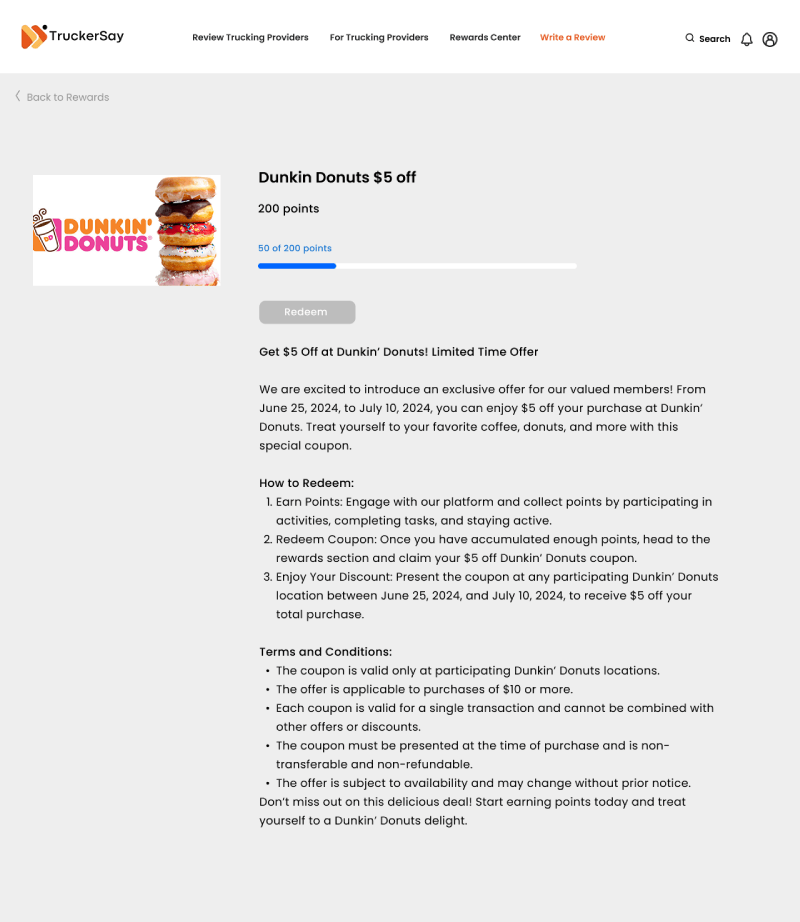 TruckerSay
Review Trucking Providers
For Trucking Providers
Rewards Center
Write a Review
Search
Back to Rewards
DUNKIN'
DONUTS
Dunkin Donuts $5 off
200 points
50 of 200 points
Redeem
Get $5 Off at Dunkin’ Donuts! Limited Time Offer
We are excited to introduce an exclusive offer for our valued members! From
June 25, 2024, to July 10, 2024, you can enjoy $5 off your purchase at Dunkin’
Donuts. Treat yourself to your favorite coffee, donuts, and more with this
special coupon.
How to Redeem:
1. Earn Points: Engage with our platform and collect points by participating in
activities, completing tasks, and staying active.
2. Redeem Coupon: Once you have accumulated enough points, head to the
rewards section and claim your $5 off Dunkin’ Donuts coupon.
3. Enjoy Your Discount: Present the coupon at any participating Dunkin’ Donuts
location between June 25, 2024, and July 10, 2024, to receive $5 off your
total purchase.
Terms and Conditions:
• The coupon is valid only at participating Dunkin’ Donuts locations.
• The offer is applicable to purchases of $10 or more.
• Each coupon is valid for a single transaction and cannot be combined with
other offers or discounts.
• The coupon must be presented at the time of purchase and is non-
transferable and non-refundable.
• The offer is subject to availability and may change without prior notice.
Don’t miss out on this delicious deal! Start earning points today and treat
yourself to a Dunkin’ Donuts delight.